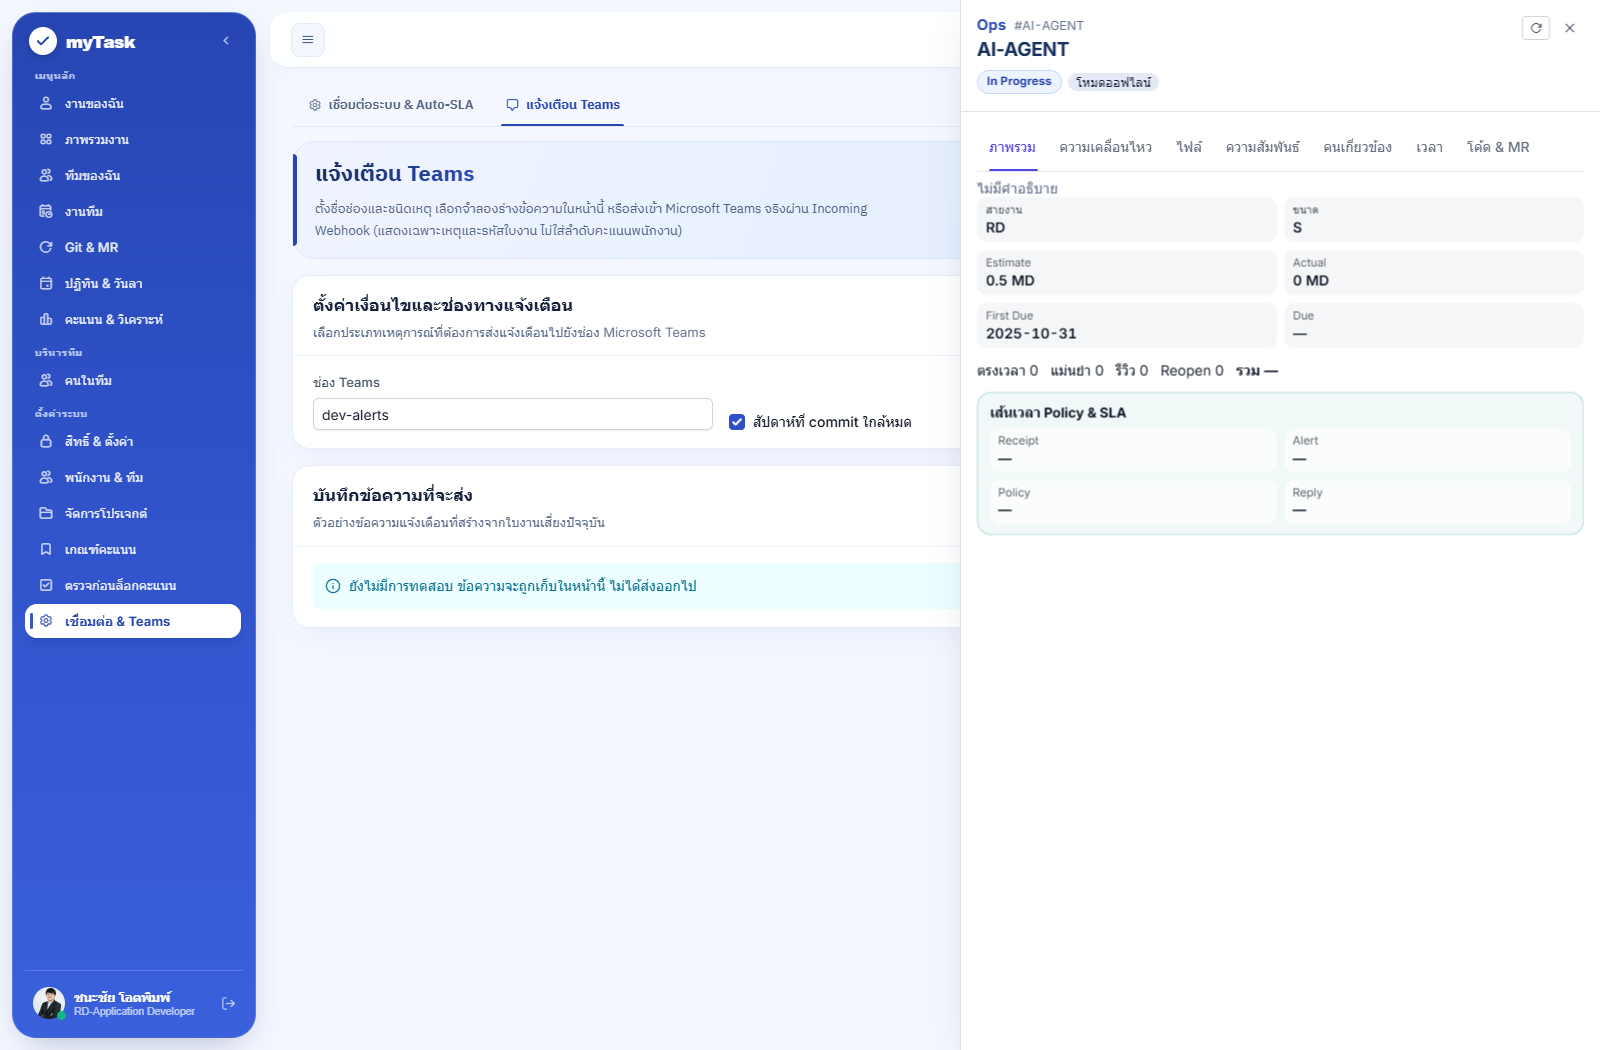 myTask
เมนูหลัก
งานของฉัน
ภาพรวมงาน
ทีมของฉัน
งานทีม
Git & MR
ปฏิทิน & วันลา
คะแนน & วิเคราะห์
บริหารทีม
คนในทีม
ตั้งค่าระบบ
สิทธิ์ & ตั้งค่า
พนักงาน & ทีม
จัดการโปรเจกต์
เกณฑ์คะแนน
ตรวจก่อนล็อกคะแนน
เชื่อมต่อ & Teams
ชนะชัย โอตพิมพ์
RD-Application Developer
เชื่อมต่อระบบ & Auto-SLA
แจ้งเตือน Teams
แจ้งเตือน Teams
ตั้งชื่อช่องและชนิดเหตุ เลือกจำลองร่างข้อความในหน้านี้ หรือส่งเข้า Microsoft Teams จริงผ่าน Incoming
Webhook (แสดงเฉพาะเหตุและรหัสใบงาน ไม่ใส่ลำดับคะแนนพนักงาน)
ตั้งค่าเงื่อนไขและช่องทางแจ้งเตือน
เลือกประเภทเหตุการณ์ที่ต้องการส่งแจ้งเตือนไปยังช่อง Microsoft Teams
ช่อง Teams
dev-alerts
สัปดาห์ที่ commit ใกล้หมด
บันทึกข้อความที่จะส่ง
ตัวอย่างข้อความแจ้งเตือนที่สร้างจากใบงานเสี่ยงปัจจุบัน
ยังไม่มีการทดสอบ ข้อความจะถูกเก็บในหน้านี้ ไม่ได้ส่งออกไป
Ops #AI-AGENT
AI-AGENT
In Progress
โหมดออฟไลน์
ภาพรวม
ความเคลื่อนไหว
ไฟล์
ความสัมพันธ์
คนเกี่ยวข้อง
เวลา
โค้ด & MR
ไม่มีคำอธิบาย
สายงาน
RD
ขนาด
S
Estimate
0.5 MD
Actual
0 MD
First Due
2025-10-31
Due
—
ตรงเวลา 0 แม่นยำ 0 รีวิว 0 Reopen 0 รวม —
เส้นเวลา Policy & SLA
Receipt
—
Alert
—
Policy
—
Reply
—